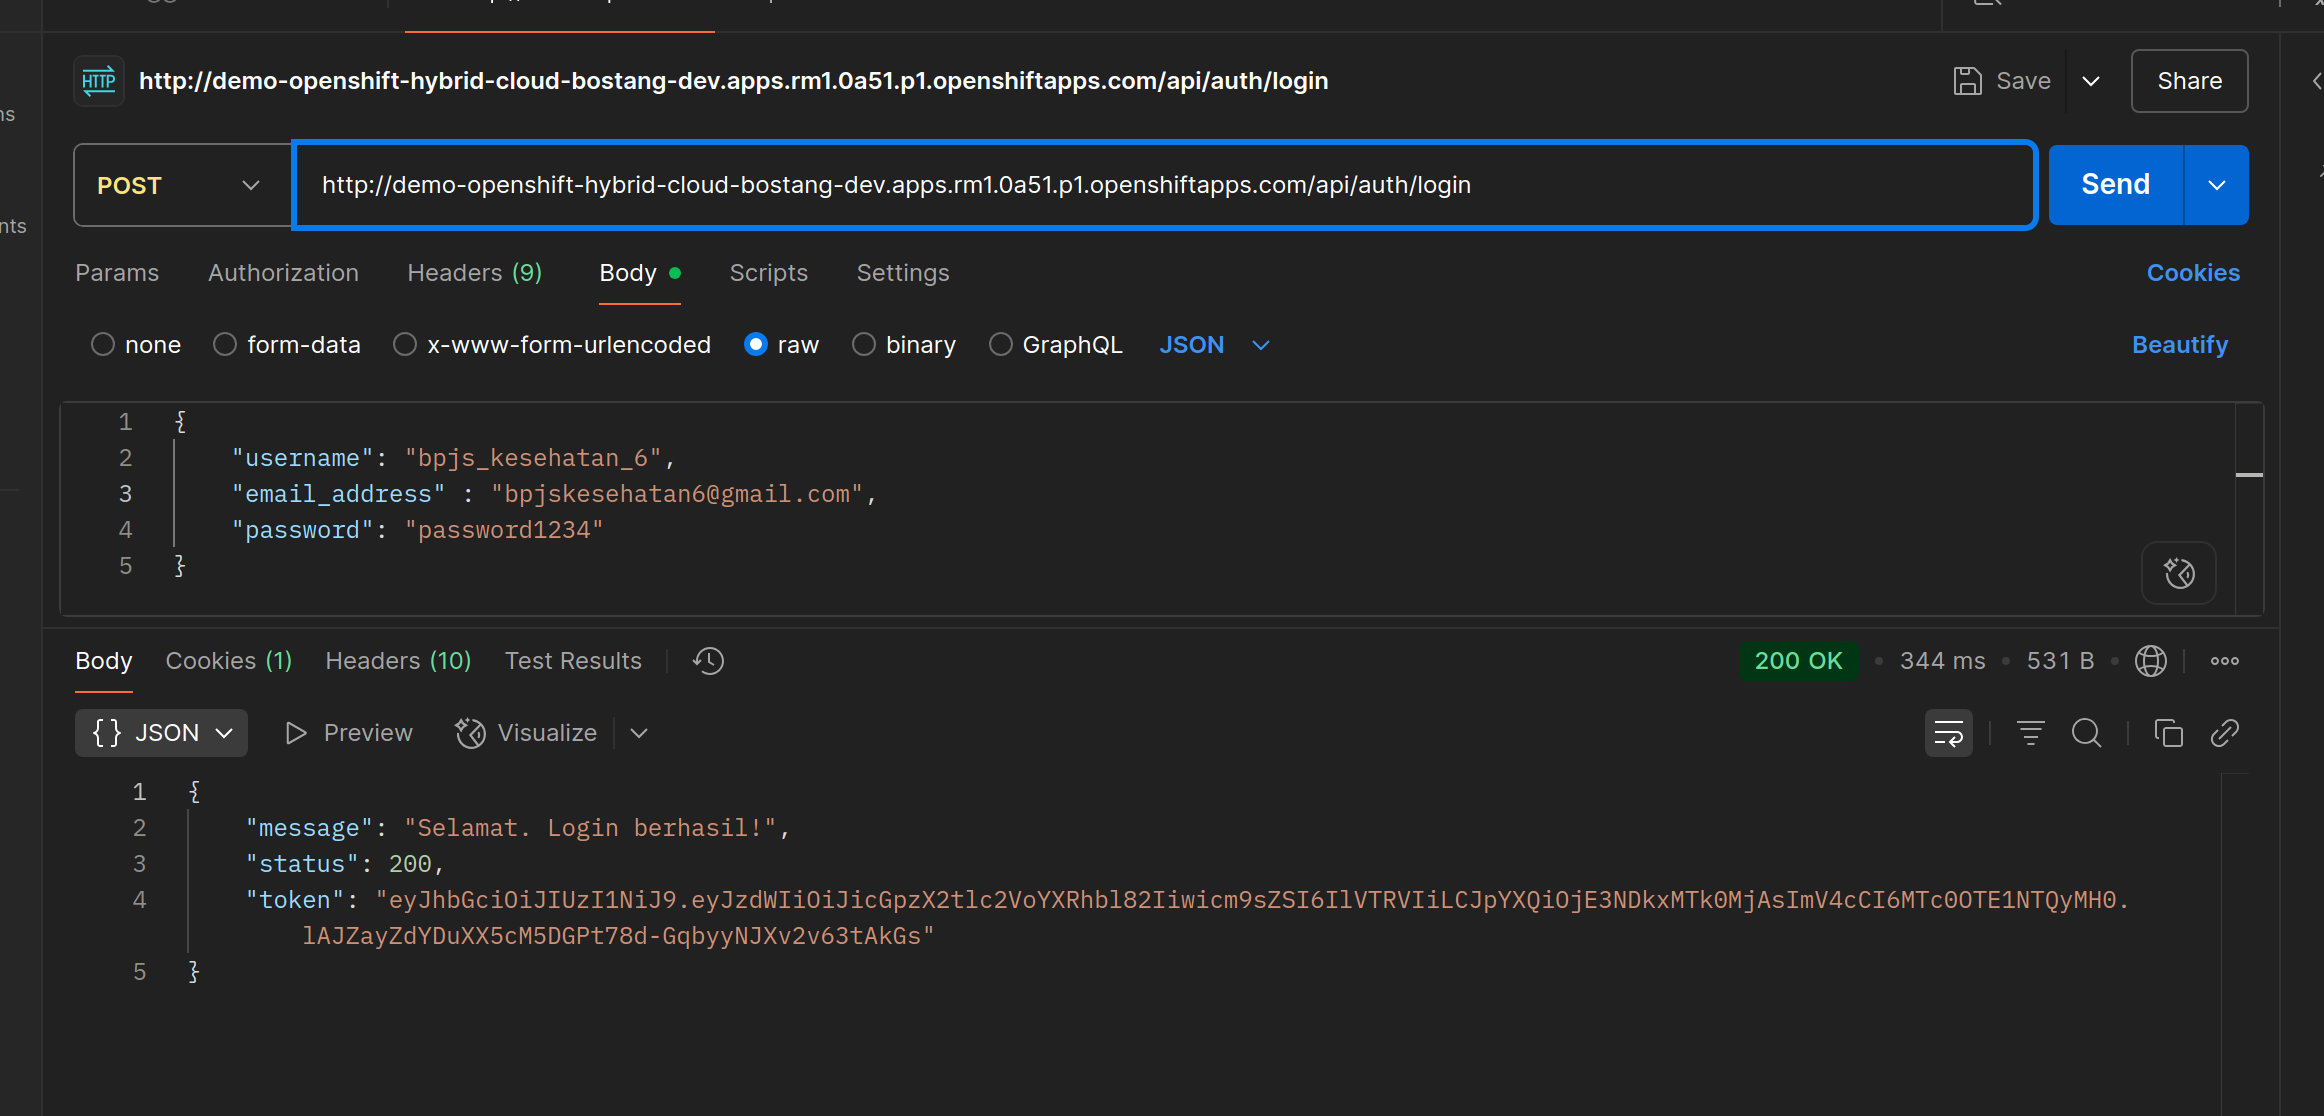 HTTP http://demo-openshift-hybrid-cloud-bostang-dev.apps.rm1.0a51.p1.openshiftapps.com/api/auth/login Save Share
POST http://demo-openshift-hybrid-cloud-bostang-dev.apps.rm1.0a51.p1.openshiftapps.com/api/auth/login Send
Params Authorization Headers (9) Body Scripts Settings Cookies
none form-data x-www-form-urlencoded raw binary GraphQL JSON Beautify
1 {
2 "username": "bpjs_kesehatan_6",
3 "email_address" : "bpjskesehatan6@gmail.com",
4 "password": "password1234"
5 }
Body Cookies (1) Headers (10) Test Results 200 OK • 344 ms • 531 B •
{} JSON Preview Visualize
1 {
2 "message": "Selamat. Login berhasil!",
3 "status": 200,
4 "token": "eyJhbGciOiJIUzI1NiJ9.eyJzdWIiOiJicGpzX2tlc2VoYXRhbl82Iiwicm9sZSI6IlVTRVIiLCJpYXQiOjE3NDkxMTk0MjAsImV4cCI6MTc0OTE1NTQyMH0.
lAJZayZdYDuXX5cM5DGPt78d-GqbyyNJXv2v63tAkGs"
5 }